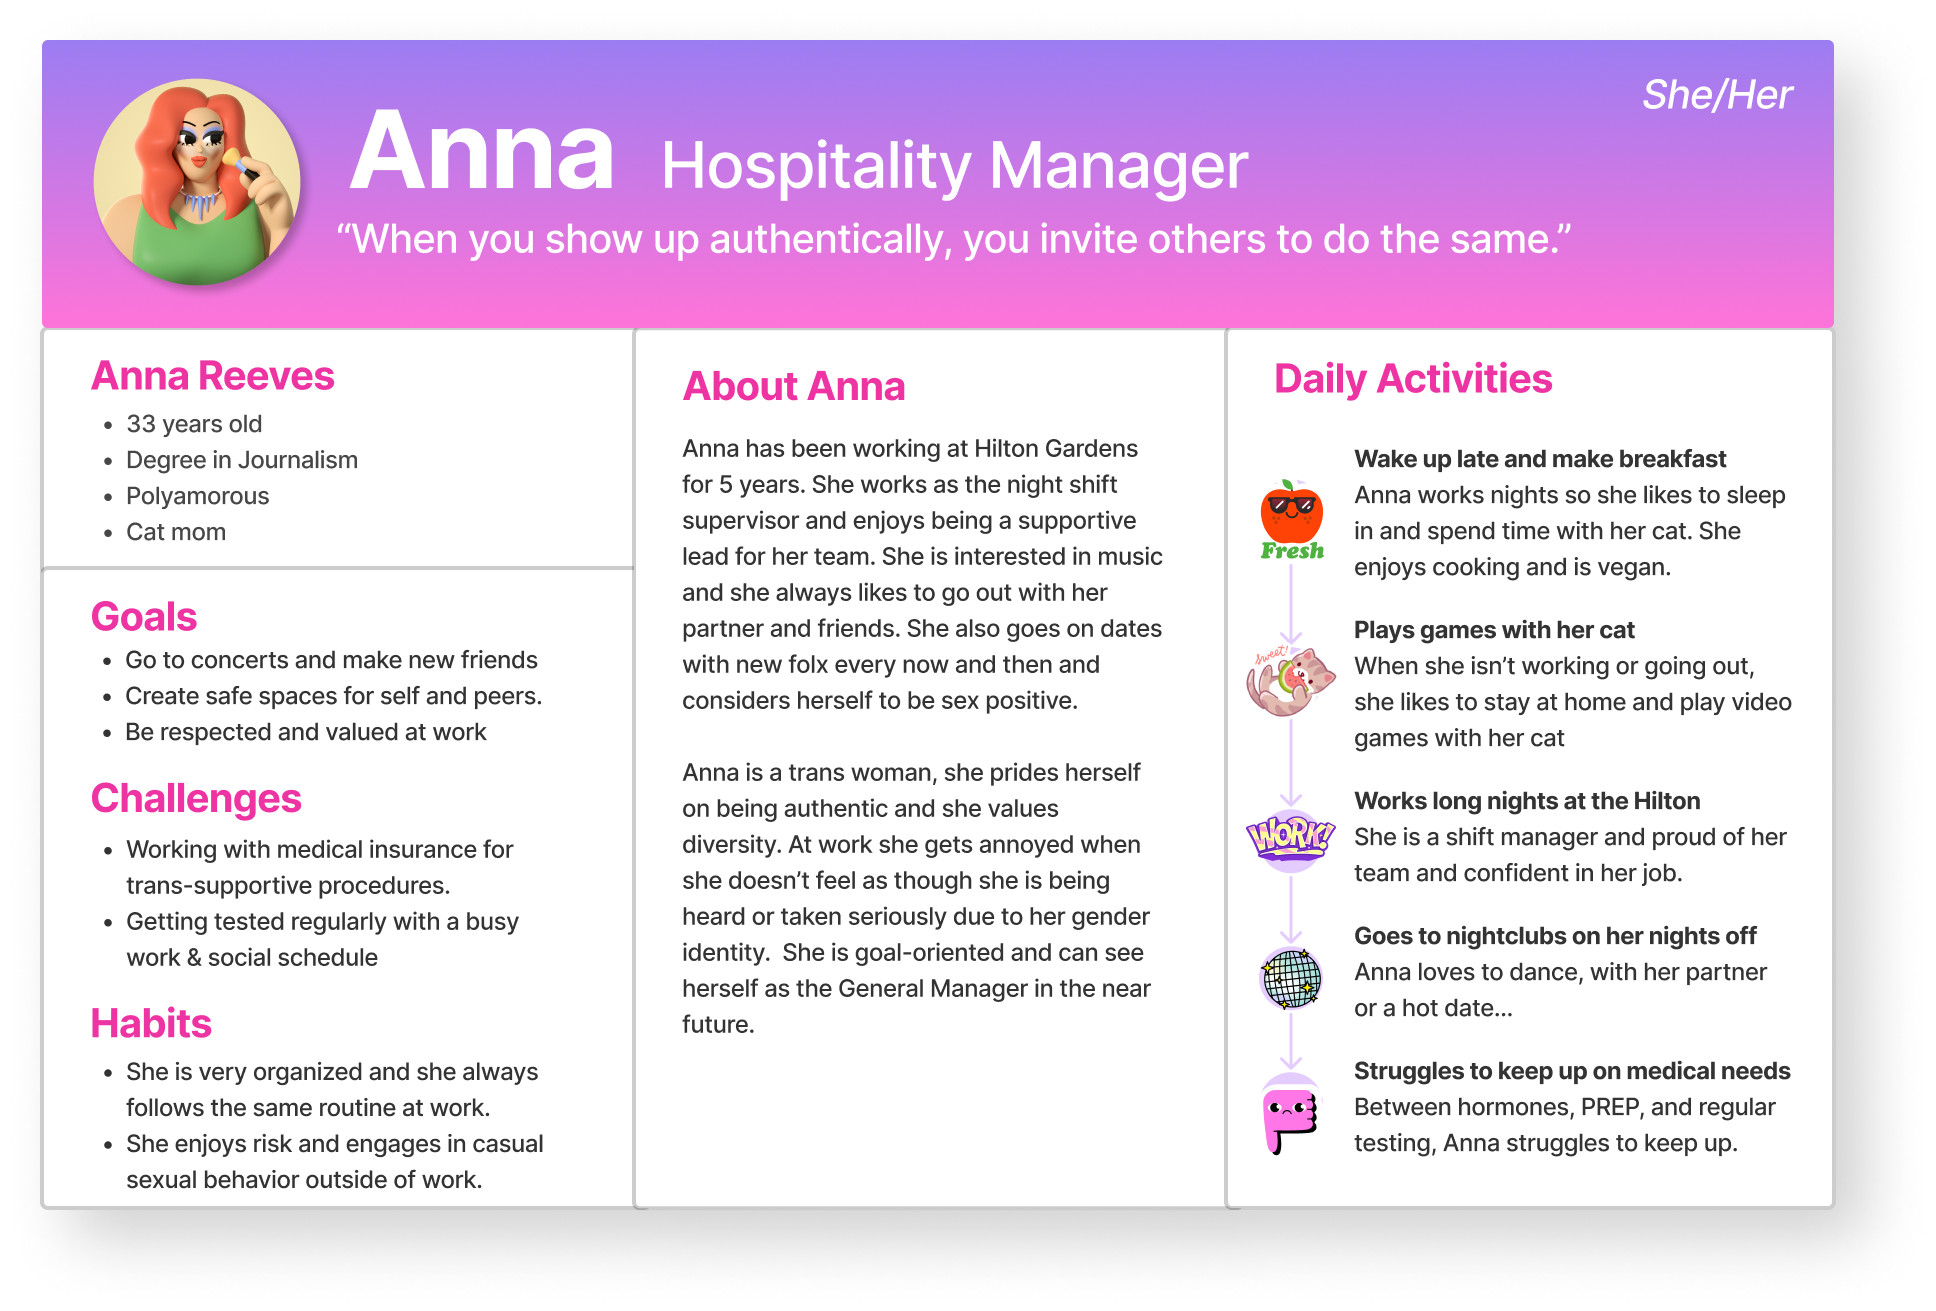 She/Her
Anna Hospitality Manager
“When you show up authentically, you invite others to do the same.”
Anna Reeves
• 33 years old
• Degree in Journalism
• Polyamorous
• Cat mom
Goals
• Go to concerts and make new friends
• Create safe spaces for self and peers.
• Be respected and valued at work
Challenges
• Working with medical insurance for
trans-supportive procedures.
• Getting tested regularly with a busy
work & social schedule
Habits
• She is very organized and she always
follows the same routine at work.
• She enjoys risk and engages in casual
sexual behavior outside of work.
About Anna
Anna has been working at Hilton Gardens
for 5 years. She works as the night shift
supervisor and enjoys being a supportive
lead for her team. She is interested in music
and she always likes to go out with her
partner and friends. She also goes on dates
with new folx every now and then and
considers herself to be sex positive.
Anna is a trans woman, she prides herself
on being authentic and she values
diversity. At work she gets annoyed when
she doesn’t feel as though she is being
heard or taken seriously due to her gender
identity.  She is goal-oriented and can see
herself as the General Manager in the near
future.
Daily Activities
Fresh
Wake up late and make breakfast
Anna works nights so she likes to sleep
in and spend time with her cat. She
enjoys cooking and is vegan.
sweet!
Plays games with her cat
When she isn’t working or going out,
she likes to stay at home and play video
games with her cat
WORK!
Works long nights at the Hilton
She is a shift manager and proud of her
team and confident in her job.
Goes to nightclubs on her nights off
Anna loves to dance, with her partner
or a hot date...
Struggles to keep up on medical needs
Between hormones, PREP, and regular
testing, Anna struggles to keep up.